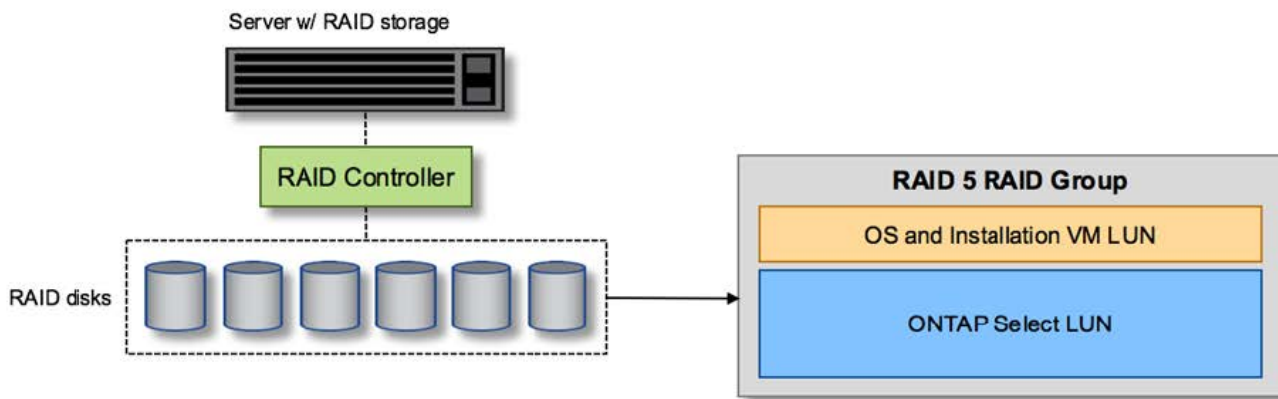 Server w/ RAID storage
RAID Controller
RAID disks
RAID 5 RAID Group
OS and Installation VM LUN
ONTAP Select LUN